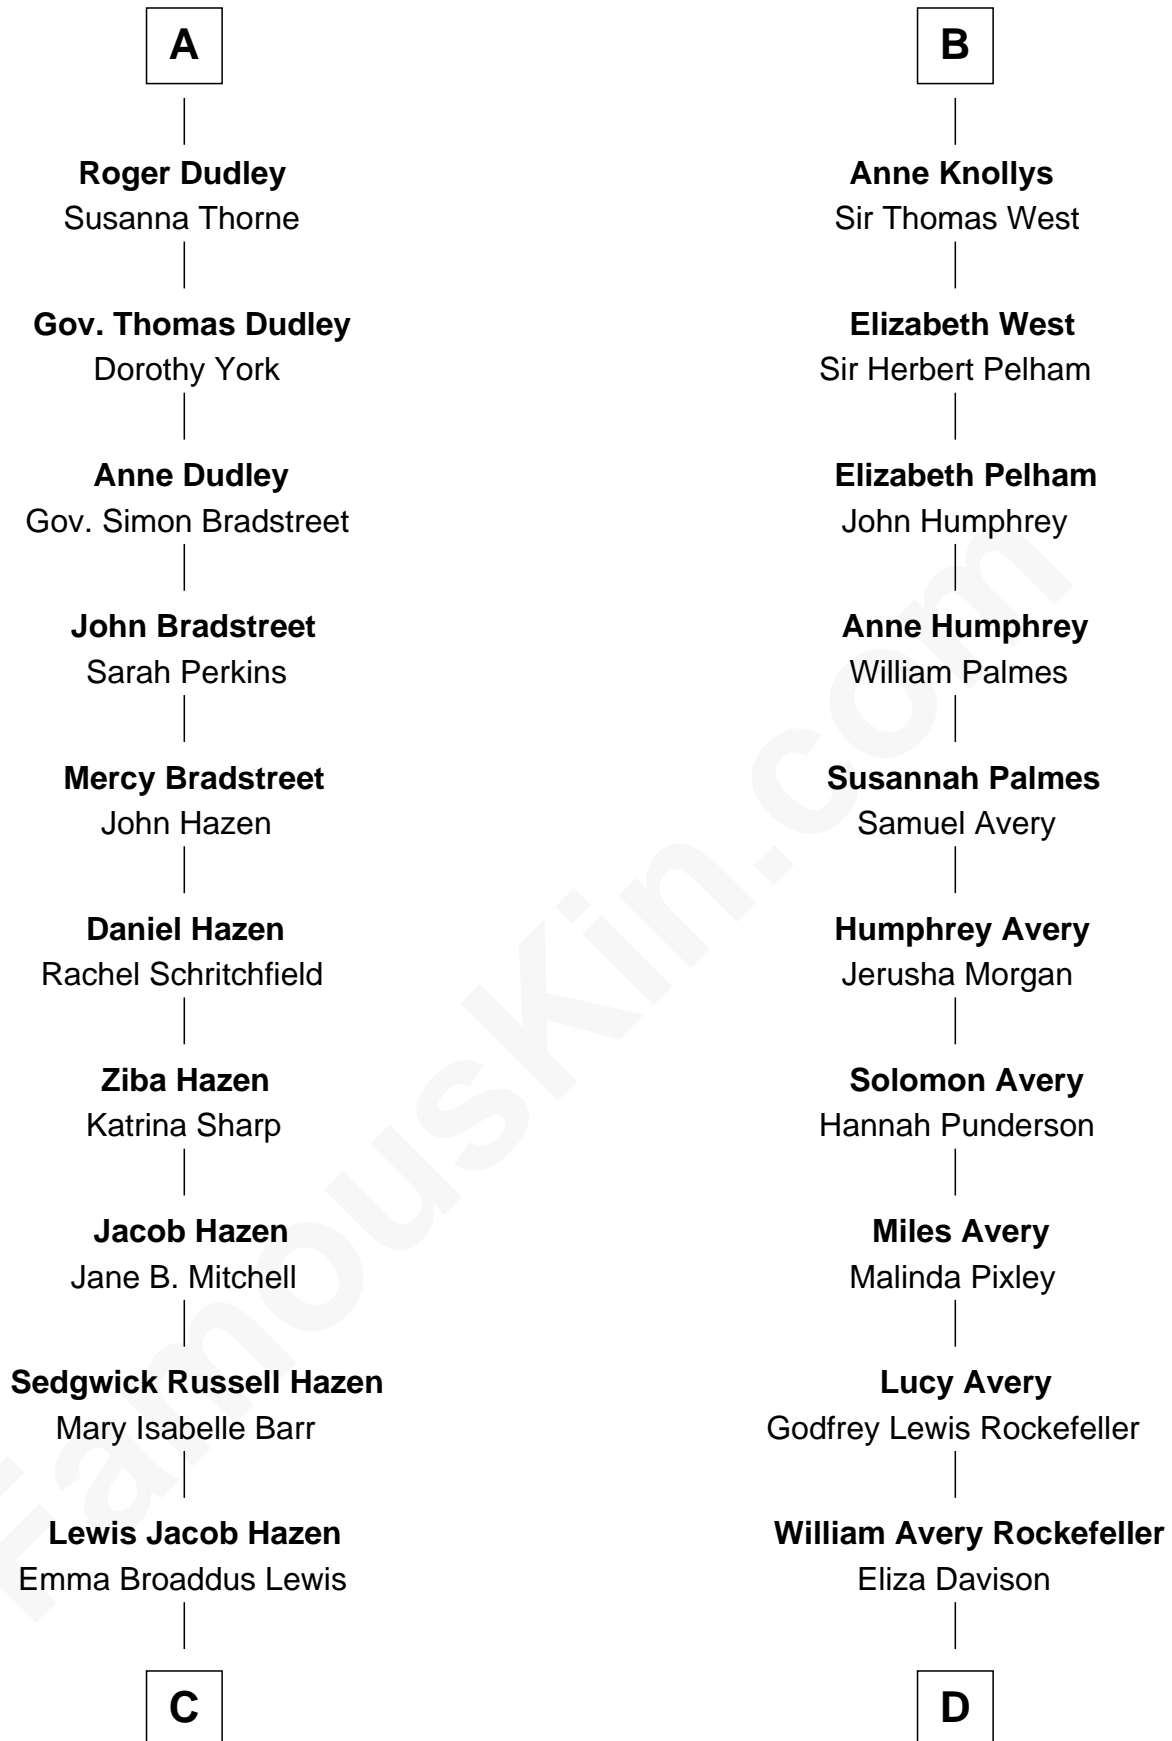 A
Roger Dudley
Susanna Thorne
Gov. Thomas Dudley
Dorothy York
Anne Dudley
Gov. Simon Bradstreet
John Bradstreet
Sarah Perkins
Mercy Bradstreet
John Hazen
Daniel Hazen
Rachel Schritchfield
Ziba Hazen
Katrina Sharp
Jacob Hazen
Jane B. Mitchell
Sedgwick Russell Hazen
Mary Isabelle Barr
Lewis Jacob Hazen
Emma Broaddus Lewis
C
B
Anne Knollys
Sir Thomas West
Elizabeth West
Sir Herbert Pelham
Elizabeth Pelham
John Humphrey
Anne Humphrey
William Palmes
Susannah Palmes
Samuel Avery
Humphrey Avery
Jerusha Morgan
Solomon Avery
Hannah Punderson
Miles Avery
Malinda Pixley
Lucy Avery
Godfrey Lewis Rockefeller
William Avery Rockefeller
Eliza Davison
D
FamousKin.com